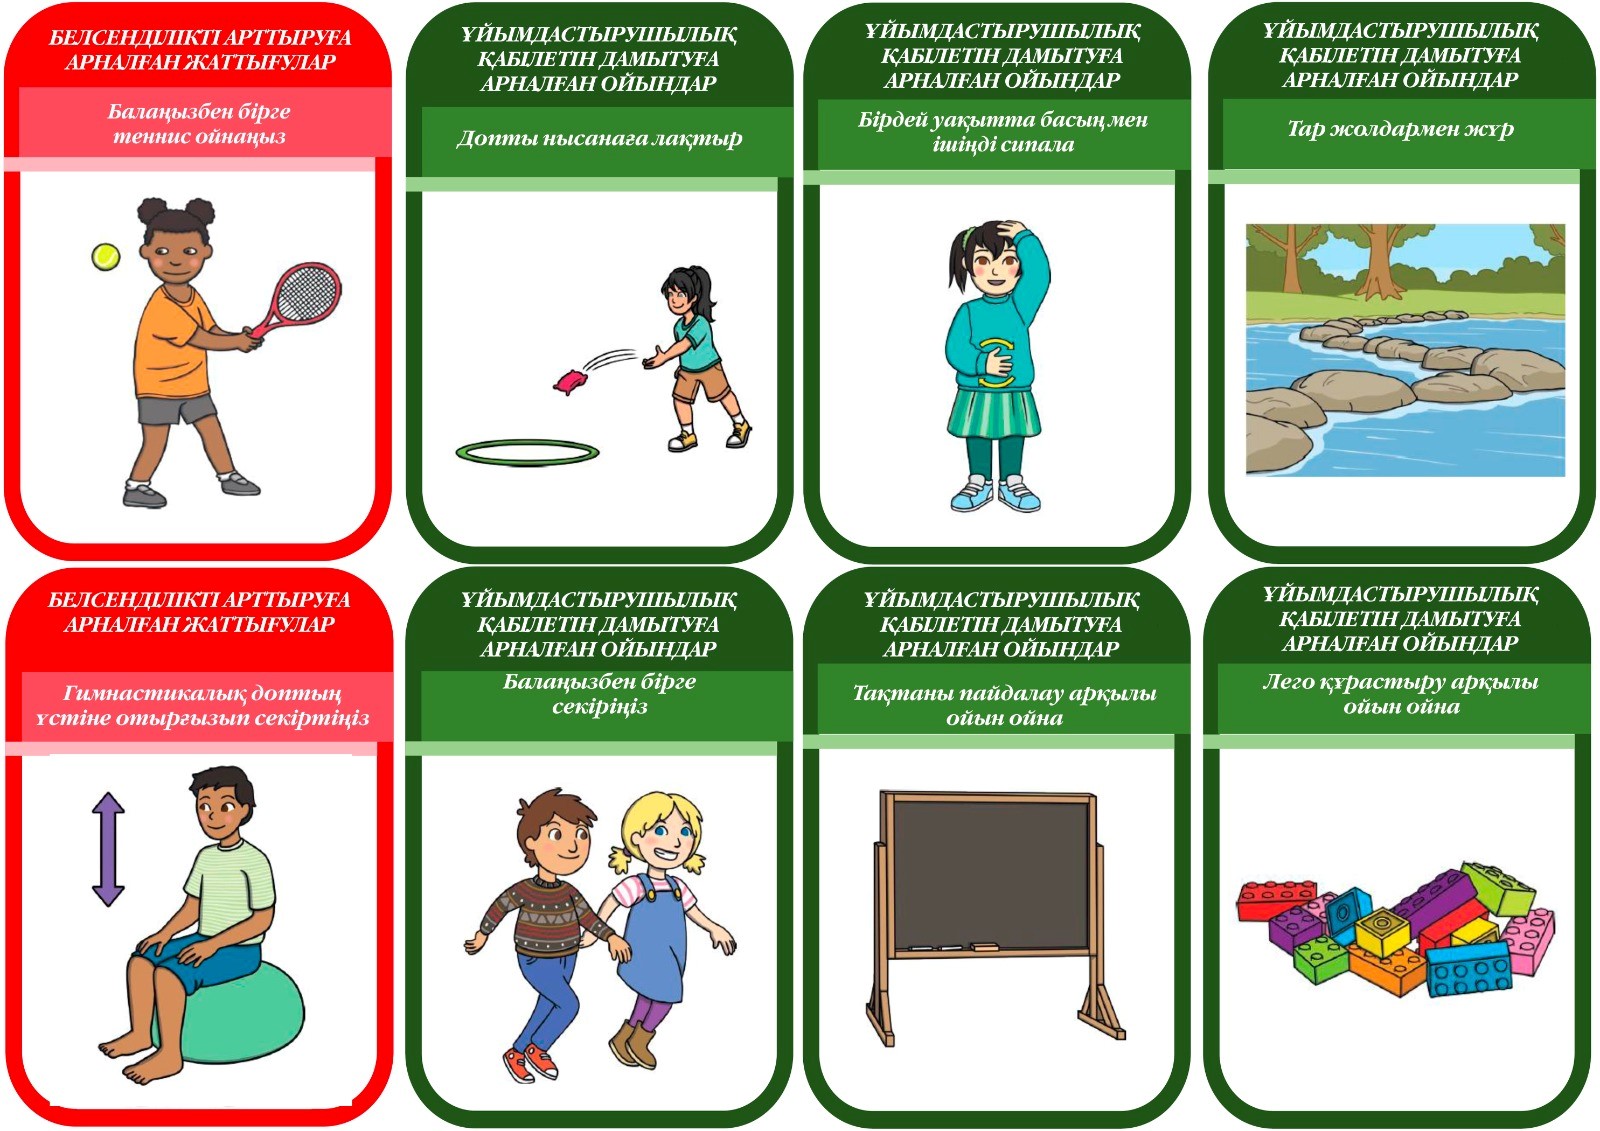 БЕЛСЕНДІЛІКТІ АРТТЫРУҒА
АРНАЛҒАН ЖАТТЫҒУЛАР
Балаңызбен бірге
теннис ойнаңыз
ҰЙЫМДАСТЫРУШЫЛЫҚ
ҚАБІЛЕТІН ДАМЫТУҒА
АРНАЛҒАН ОЙЫНДАР
Допты нысанаға лақтыр
ҰЙЫМДАСТЫРУШЫЛЫҚ
ҚАБІЛЕТІН ДАМЫТУҒА
АРНАЛҒАН ОЙЫНДАР
Бірдей уақытта басың мен
ішіңді сипала
ҰЙЫМДАСТЫРУШЫЛЫҚ
ҚАБІЛЕТІН ДАМЫТУҒА
АРНАЛҒАН ОЙЫНДАР
Тар жолдармен жүр
БЕЛСЕНДІЛІКТІ АРТТЫРУҒА
АРНАЛҒАН ЖАТТЫҒУЛАР
Гимнастикалық доптың
үстіне отырғызып секіртіңіз
ҰЙЫМДАСТЫРУШЫЛЫҚ
ҚАБІЛЕТІН ДАМЫТУҒА
АРНАЛҒАН ОЙЫНДАР
Балаңызбен бірге
секіріңіз
ҰЙЫМДАСТЫРУШЫЛЫҚ
ҚАБІЛЕТІН ДАМЫТУҒА
АРНАЛҒАН ОЙЫНДАР
Тақтаны пайдалау арқылы
ойын ойна
ҰЙЫМДАСТЫРУШЫЛЫҚ
ҚАБІЛЕТІН ДАМЫТУҒА
АРНАЛҒАН ОЙЫНДАР
Лего құрастыру арқылы
ойын ойна